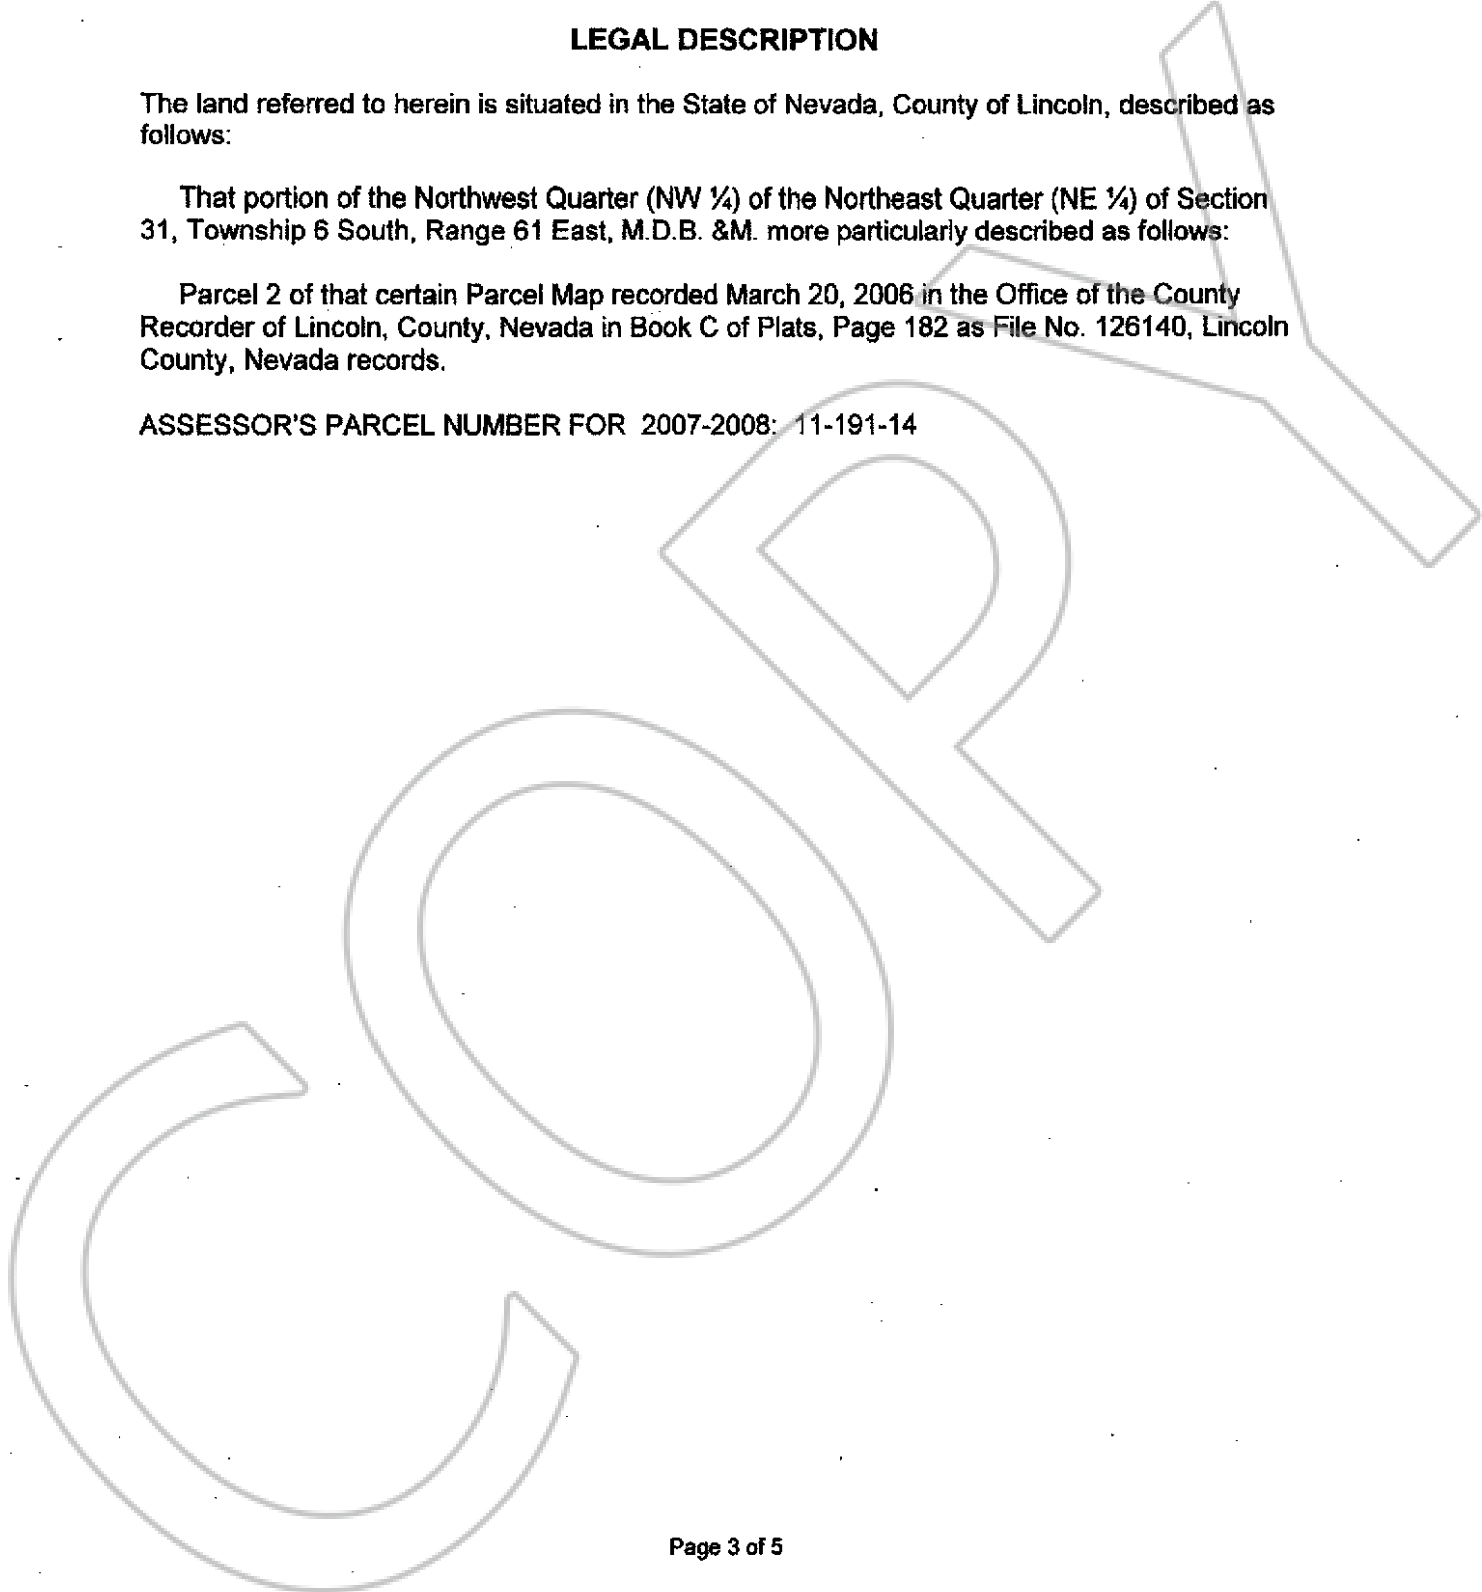 LEGAL DESCRIPTION
The land referred to herein is situated in the State of Nevada, County of Lincoln, described as
follows:
That portion of the Northwest Quarter (NW ¼) of the Northeast Quarter (NE ¼) of Section
31, Township 6 South, Range 61 East, M.D.B. &M. more particularly described as follows:
Parcel 2 of that certain Parcel Map recorded March 20, 2006 in the Office of the County
Recorder of Lincoln, County, Nevada in Book C of Plats, Page 182 as File No. 126140, Lincoln
County, Nevada records.
ASSESSOR'S PARCEL NUMBER FOR 2007-2008: 11-191-14
COPY
Page 3 of 5